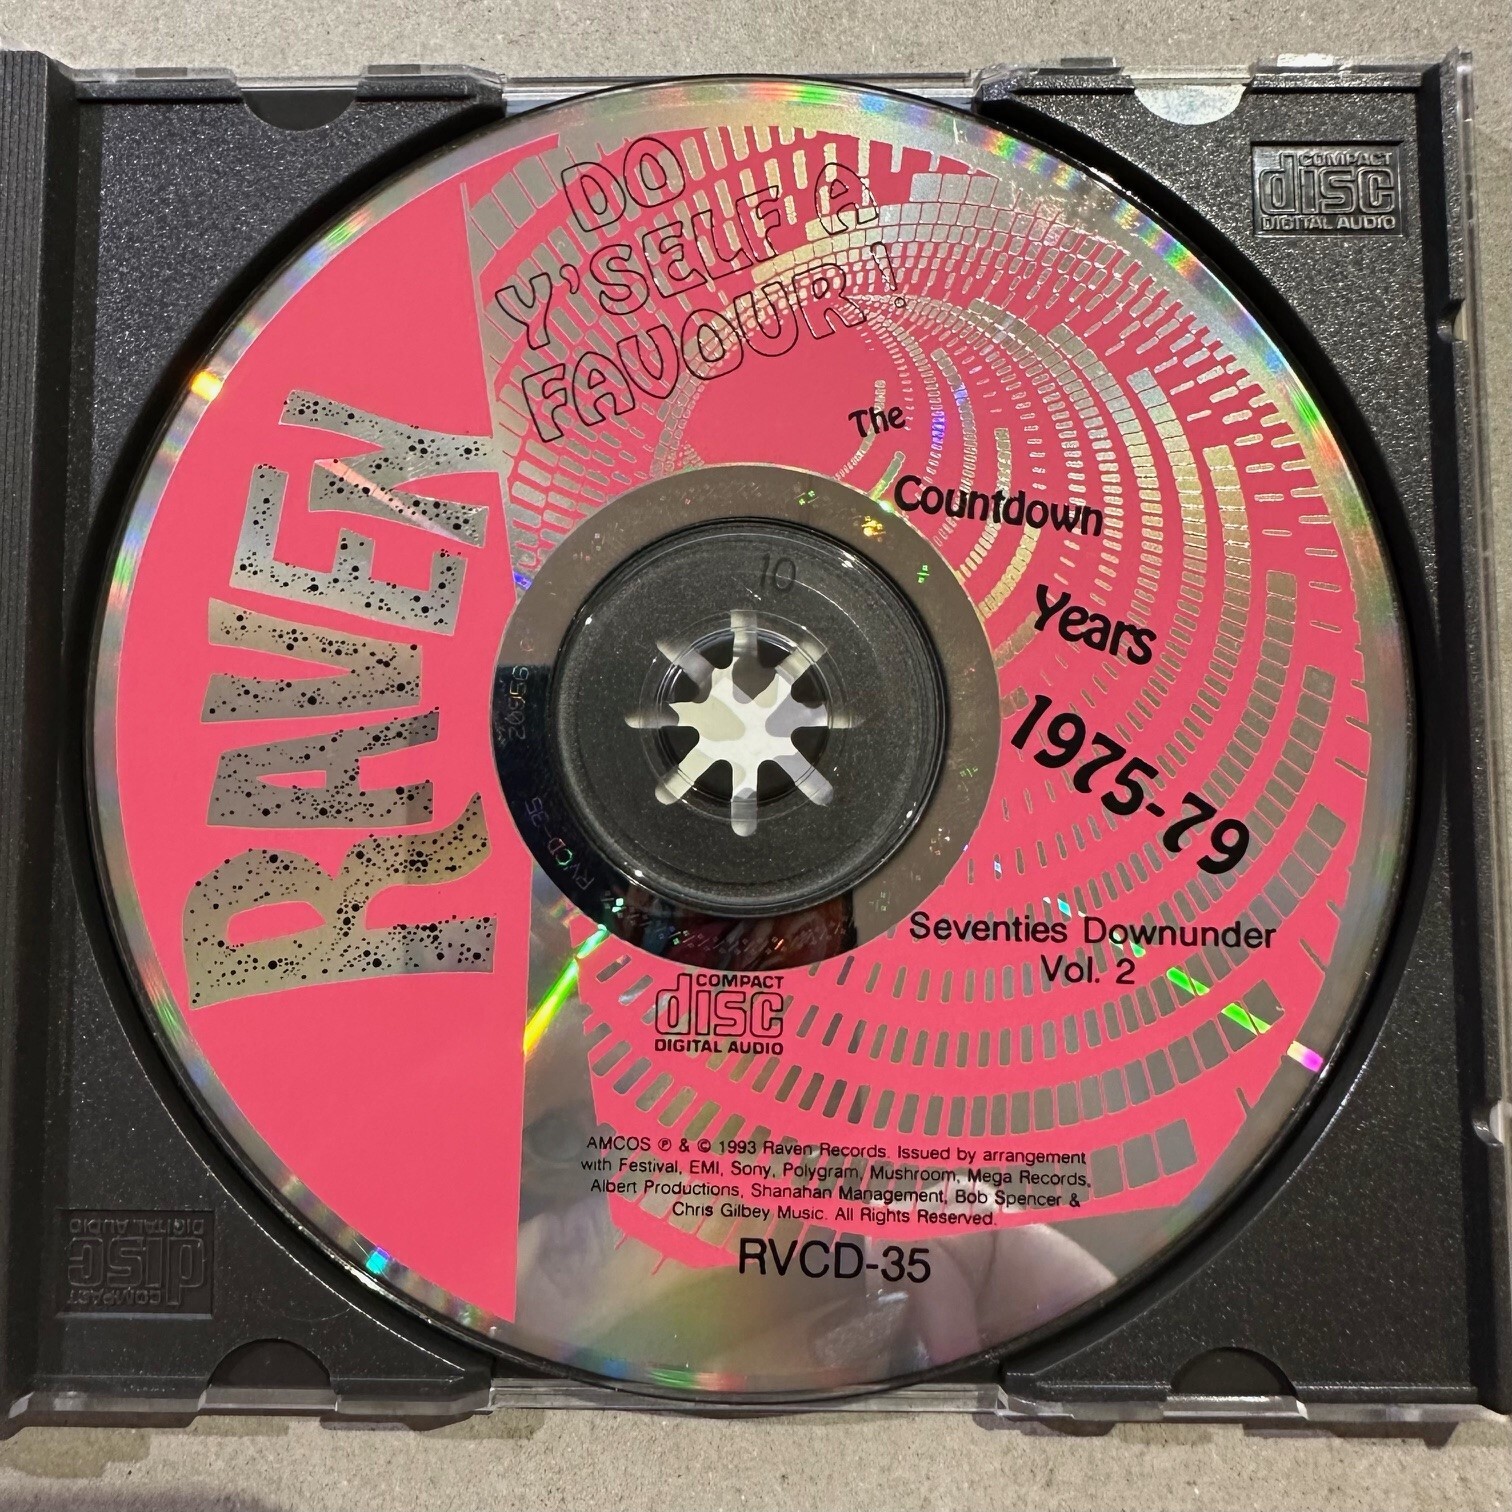 DO
Y'SELF A
FAVOUR!
The
Countdown
Years
1975-79
RAVEN
Seventies Downunder
Vol. 2
COMPACT
disc
DIGITAL AUDIO
AMCOS ℗ & © 1993 Raven Records. Issued by arrangement
with Festival, EMI, Sony, Polygram, Mushroom, Mega Records,
Albert Productions, Shanahan Management, Bob Spencer &
Chris Gilbey Music. All Rights Reserved.
RVCD-35
10
RVCD-35
COMPACT
disc
DIGITAL AUDIO
COMPACT
disc
DIGITAL AUDIO